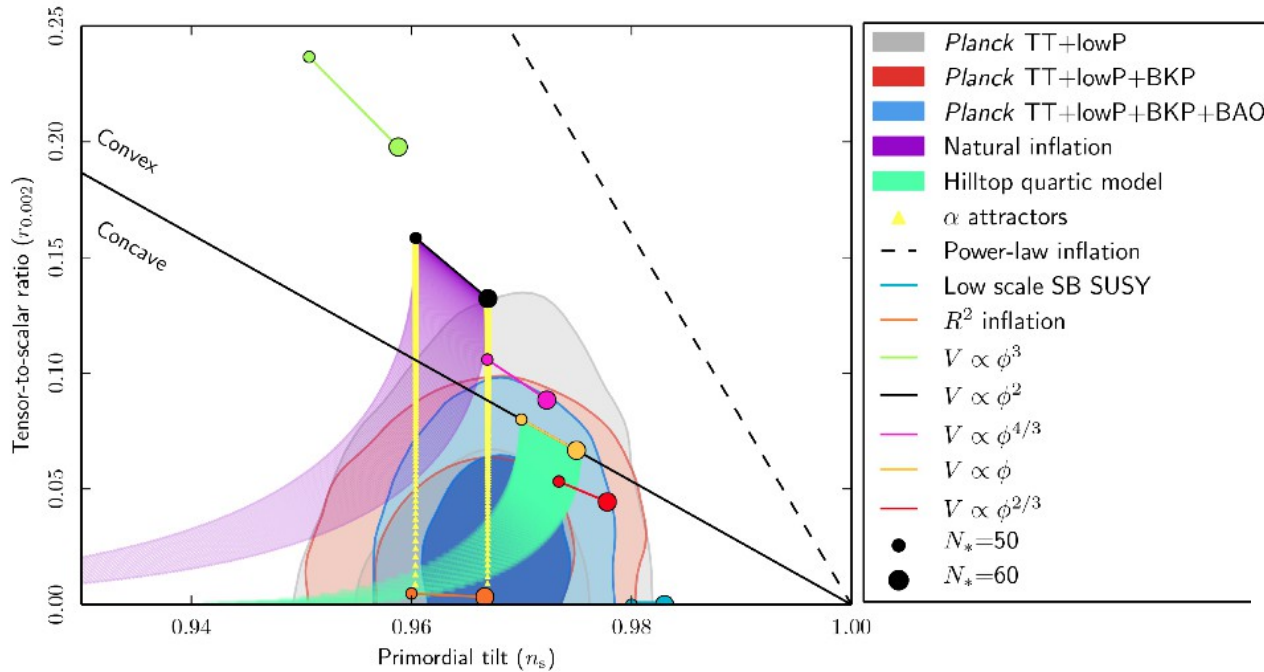 0.25
0.20
0.15
0.10
0.05
0.00
Tensor-to-scalar ratio (r0.002)
Convex
Concave
0.94
0.96
0.98
1.00
Primordial tilt (ns)
Planck TT+lowP
Planck TT+lowP+BKP
Planck TT+lowP+BKP+BAO
Natural inflation
Hilltop quartic model
α attractors
Power-law inflation
Low scale SB SUSY
R² inflation
V ∝ ϕ³
V ∝ ϕ²
V ∝ ϕ^4/3
V ∝ ϕ
V ∝ ϕ^2/3
N*=50
N*=60